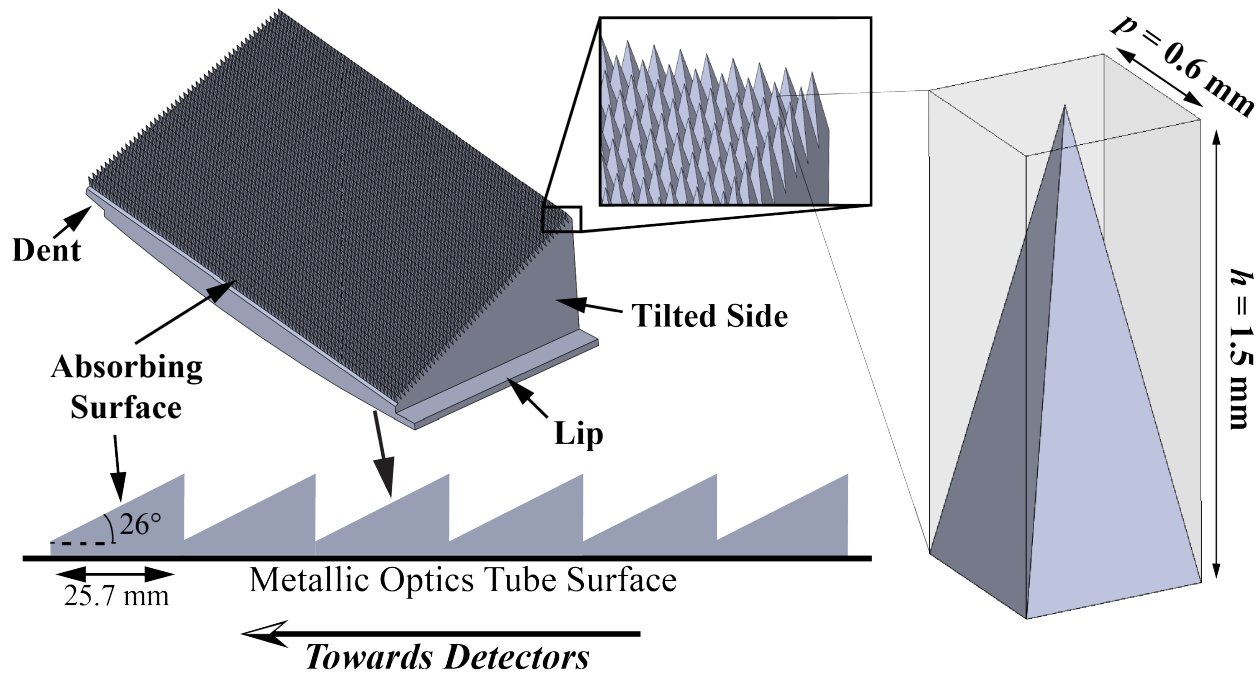 p = 0.6 mm
Dent
Tilted Side
h = 1.5 mm
Absorbing
Surface
Lip
26°
25.7 mm
Metallic Optics Tube Surface
Towards Detectors